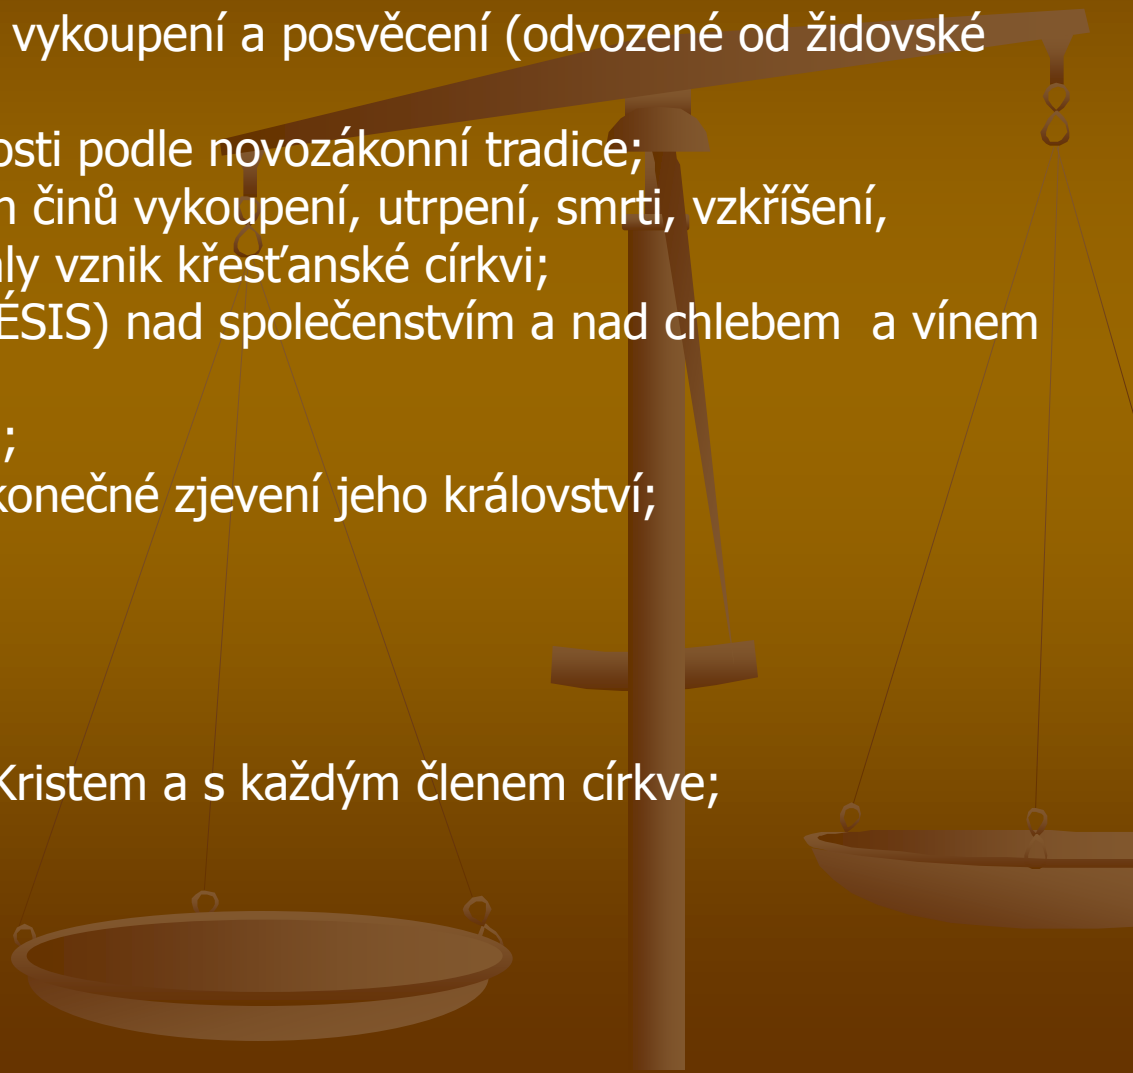 vykoupení a posvěcení (odvozené od židovské
osti podle novozákonní tradice;
h činů vykoupení, utrpení, smrti, vzkříšení,
ly vznik křesťanské církvi;
ÉSIS) nad společenstvím a nad chlebem a vínem
;
konečné zjevení jeho království;
Kristem a s každým členem církve;